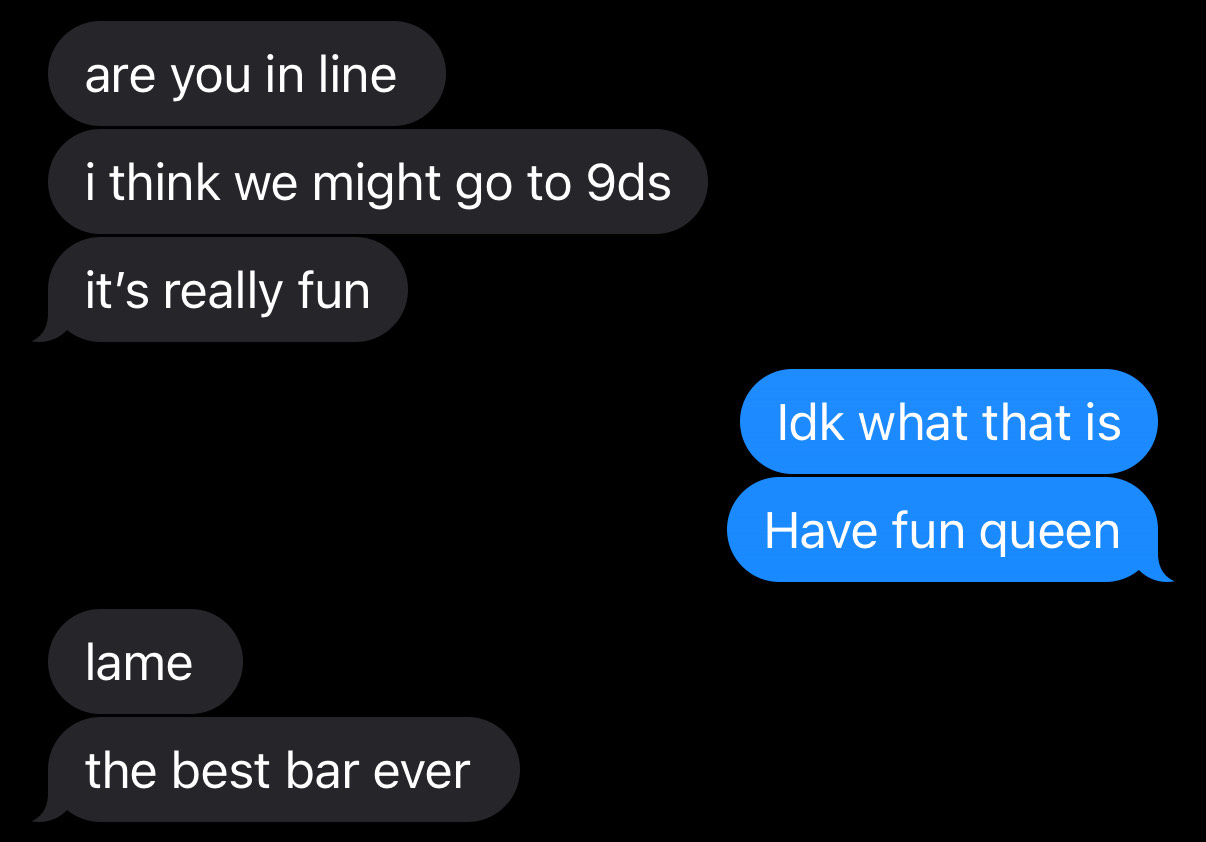 are you in line
i think we might go to 9ds
it’s really fun
Idk what that is
Have fun queen
lame
the best bar ever